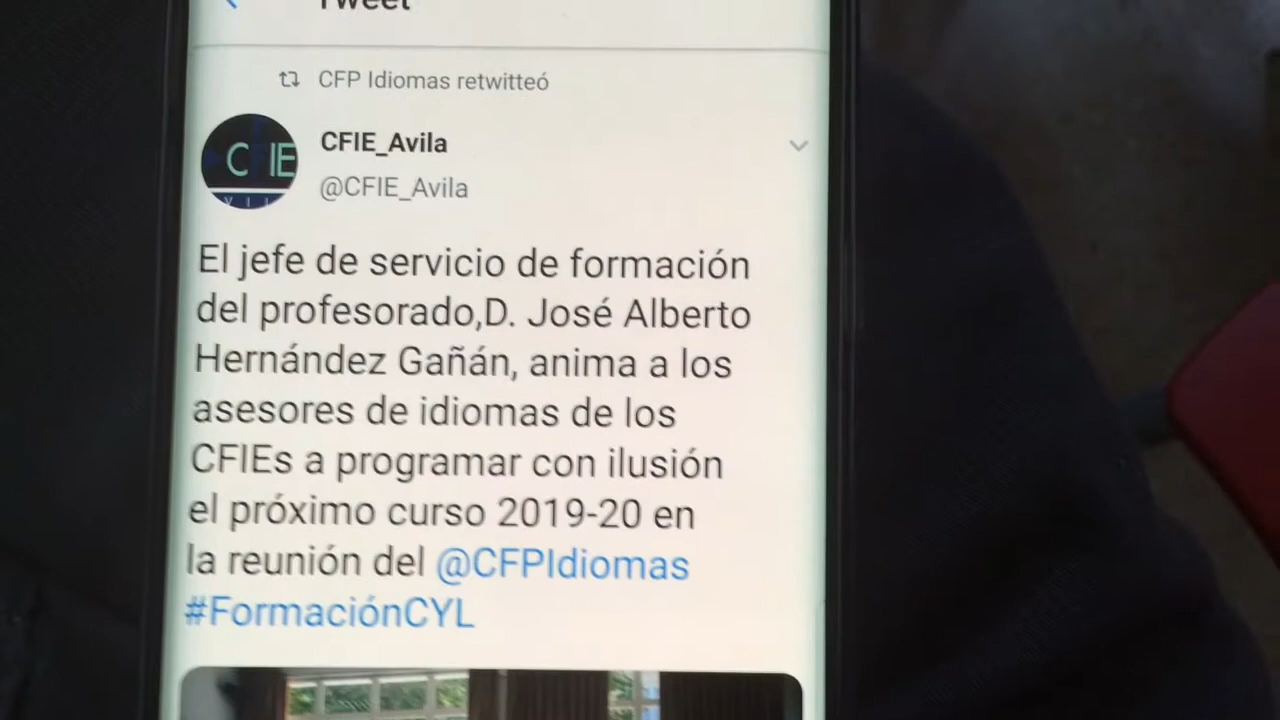 Tweet
CFP Idiomas retwitteó
CFIE_Avila
@CFIE_Avila
CFIE
El jefe de servicio de formación
del profesorado,D. José Alberto
Hernández Gañán, anima a los
asesores de idiomas de los
CFIEs a programar con ilusión
el próximo curso 2019-20 en
la reunión del @CFPIdiomas
#FormaciónCYL